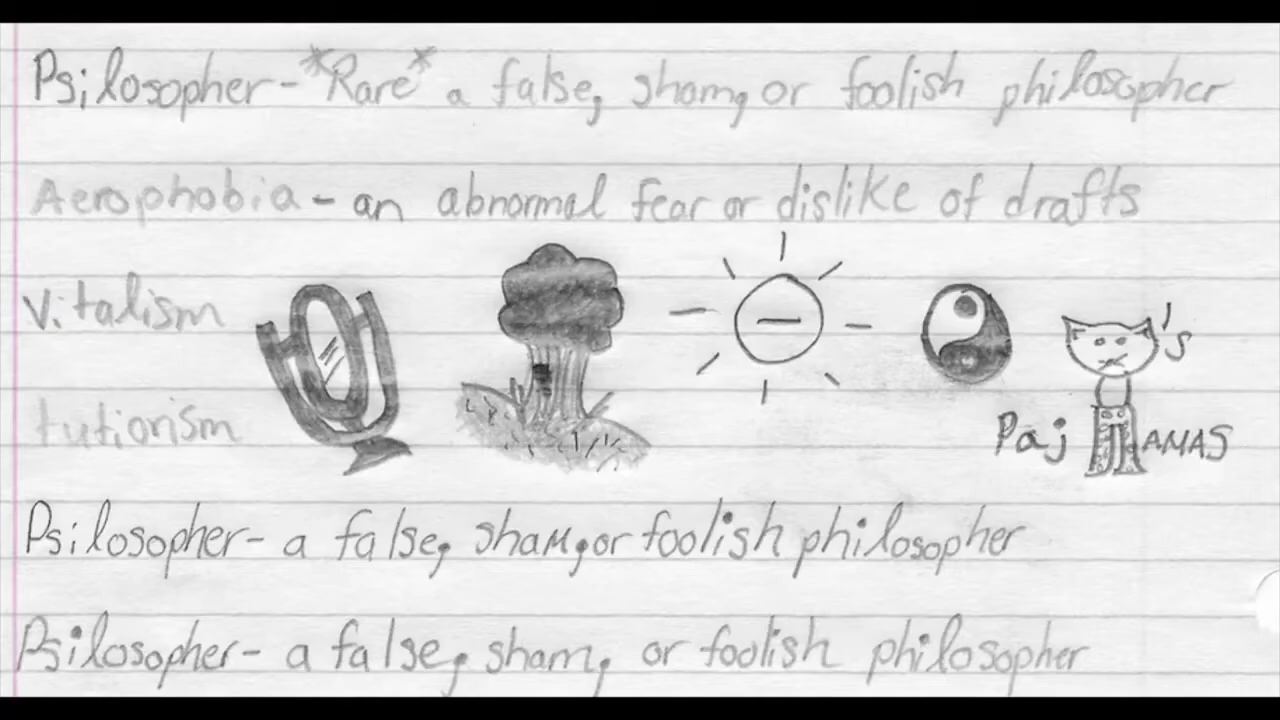 Psilosopher - *Rare* a false, sham, or foolish philosopher
Aerophobia - an abnormal fear or dislike of drafts
Vitalism
's
tutiorism
Paj AMAS
Psilosopher - a false, sham, or foolish philosopher
Psilosopher - a false, sham, or foolish philosopher